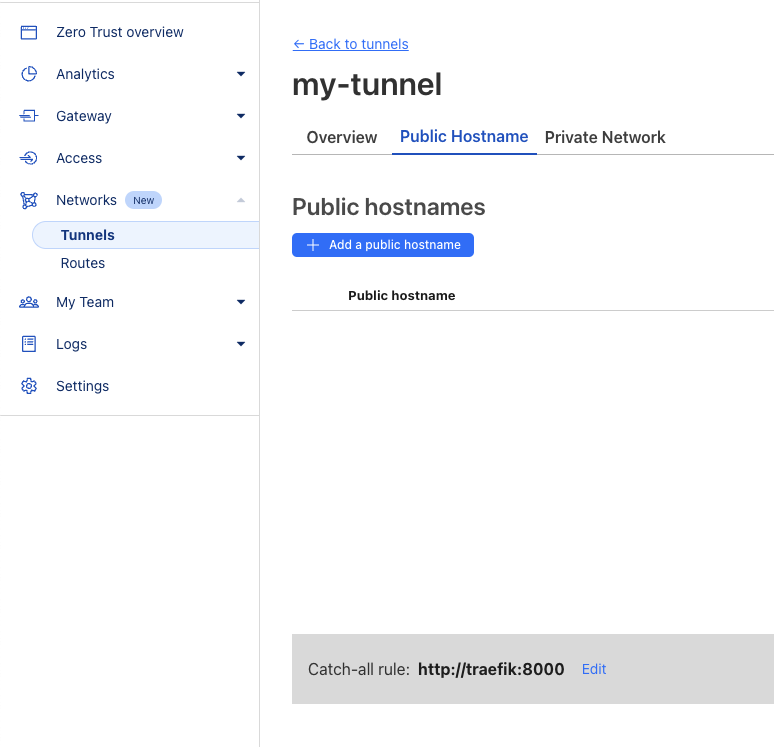 Zero Trust overview
Analytics
Gateway
Access
Networks New
Tunnels
Routes
My Team
Logs
Settings
← Back to tunnels
my-tunnel
Overview Public Hostname Private Network
Public hostnames
+ Add a public hostname
Public hostname
Catch-all rule: http://traefik:8000 Edit